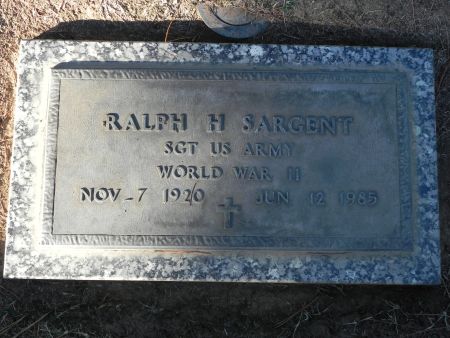 RALPH H SARGENT
SGT US ARMY
WORLD WAR II
NOV 7 1920 JUN 12 1985